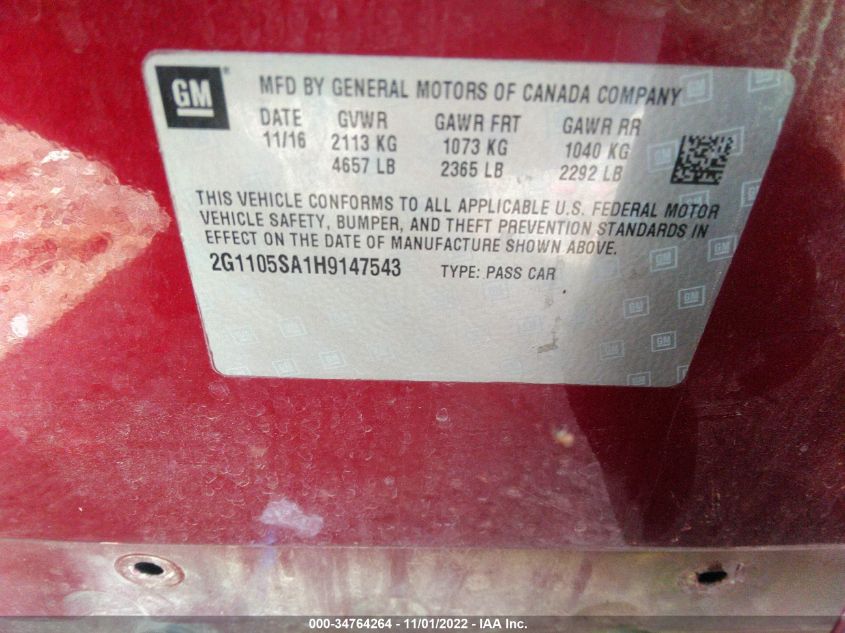 GM®
MFD BY GENERAL MOTORS OF CANADA COMPANY
DATE GVWR GAWR FRT GAWR RR
11/16 2113 KG 1073 KG 1040 KG
4657 LB 2365 LB 2292 LB
THIS VEHICLE CONFORMS TO ALL APPLICABLE U.S. FEDERAL MOTOR
VEHICLE SAFETY, BUMPER, AND THEFT PREVENTION STANDARDS IN
EFFECT ON THE DATE OF MANUFACTURE SHOWN ABOVE.
2G1105SA1H9147543 TYPE: PASS CAR
000-34764264 - 11/01/2022 - IAA Inc.